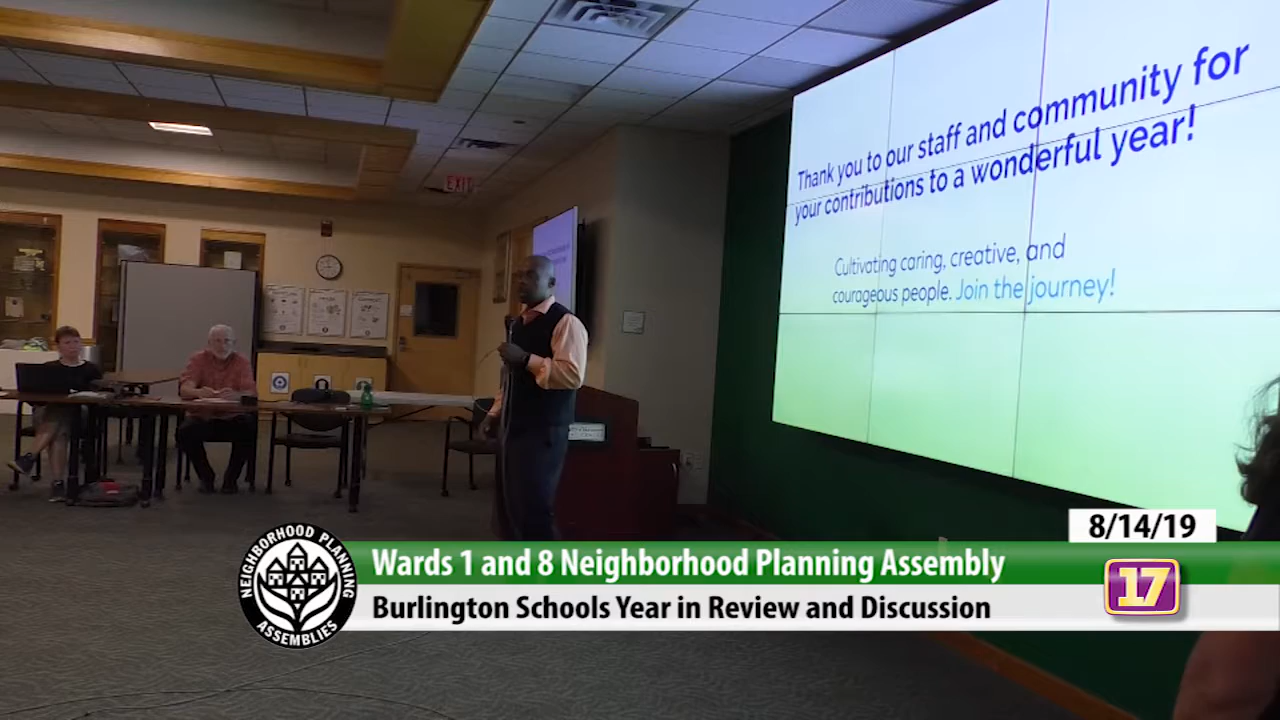 Thank you to our staff and community for
your contributions to a wonderful year!
Cultivating caring, creative, and
courageous people. Join the journey!
EXIT
8/14/19
NEIGHBORHOOD PLANNING
ASSEMBLIES
Wards 1 and 8 Neighborhood Planning Assembly
17
Burlington Schools Year in Review and Discussion